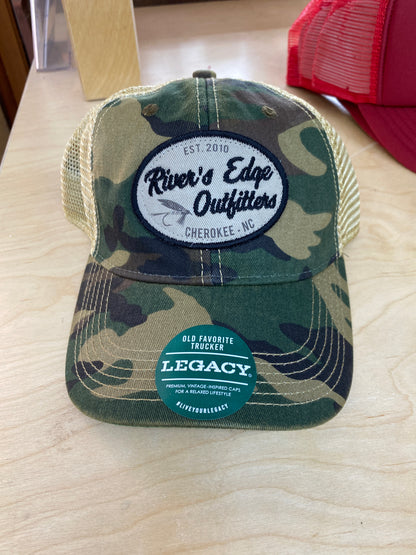 EST. 2010
River's Edge
Outfitters
CHEROKEE • NC
OLD FAVORITE
TRUCKER
LEGACY®
PREMIUM, VINTAGE-INSPIRED CAPS
FOR A RELAXED LIFESTYLE
#LIVEYOURLEGACY